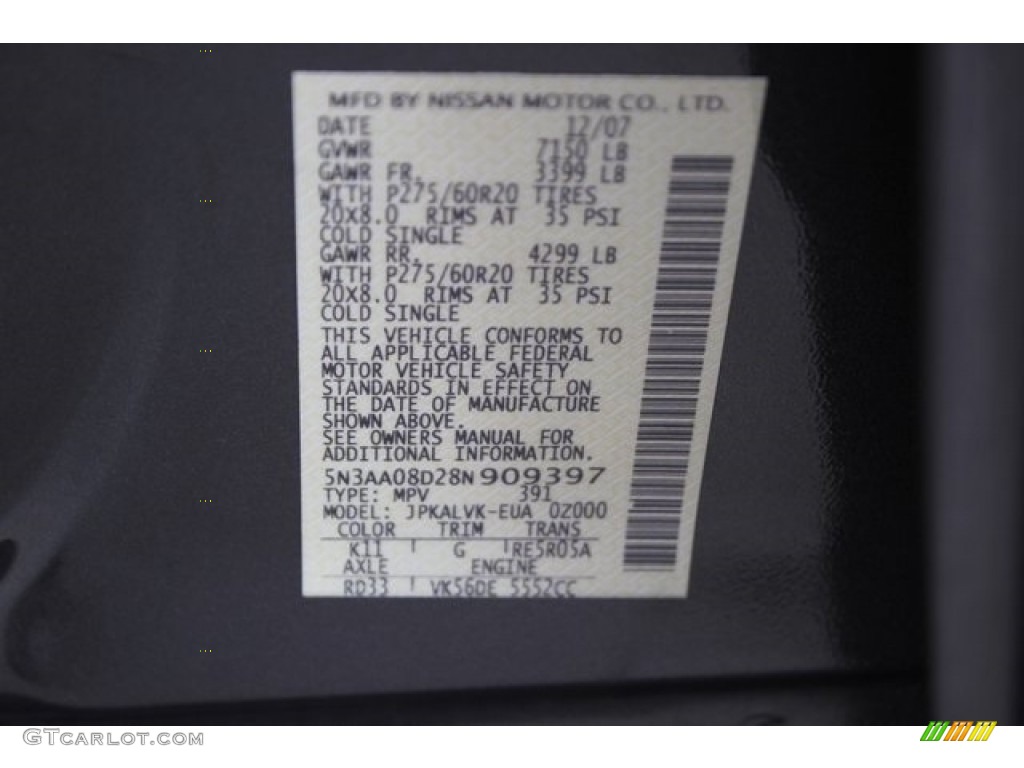 MFD BY NISSAN MOTOR CO., LTD.
DATE 12/07
GVWR 7150 LB
GAWR FR. 3399 LB
WITH P275/60R20 TIRES
20X8.0 RIMS AT 35 PSI
COLD SINGLE
GAWR RR. 4299 LB
WITH P275/60R20 TIRES
20X8.0 RIMS AT 35 PSI
COLD SINGLE
THIS VEHICLE CONFORMS TO
ALL APPLICABLE FEDERAL
MOTOR VEHICLE SAFETY
STANDARDS IN EFFECT ON
THE DATE OF MANUFACTURE
SHOWN ABOVE.
SEE OWNERS MANUAL FOR
ADDITIONAL INFORMATION.
5N3AA08D28N909397
TYPE: MPV 391
MODEL: JPKALVK-EUA 0Z000
COLOR TRIM TRANS
K11 G RE5R05A
AXLE ENGINE
RD33 VK56DE 5552CC
GTCarlot.com